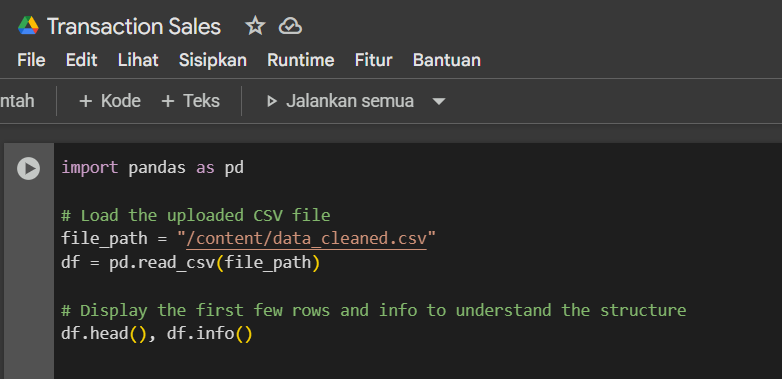 Transaction Sales
File Edit Lihat Sisipkan Runtime Fitur Bantuan
ntah + Kode + Teks Jalankan semua
import pandas as pd
# Load the uploaded CSV file
file_path = "/content/data_cleaned.csv"
df = pd.read_csv(file_path)
# Display the first few rows and info to understand the structure
df.head(), df.info()